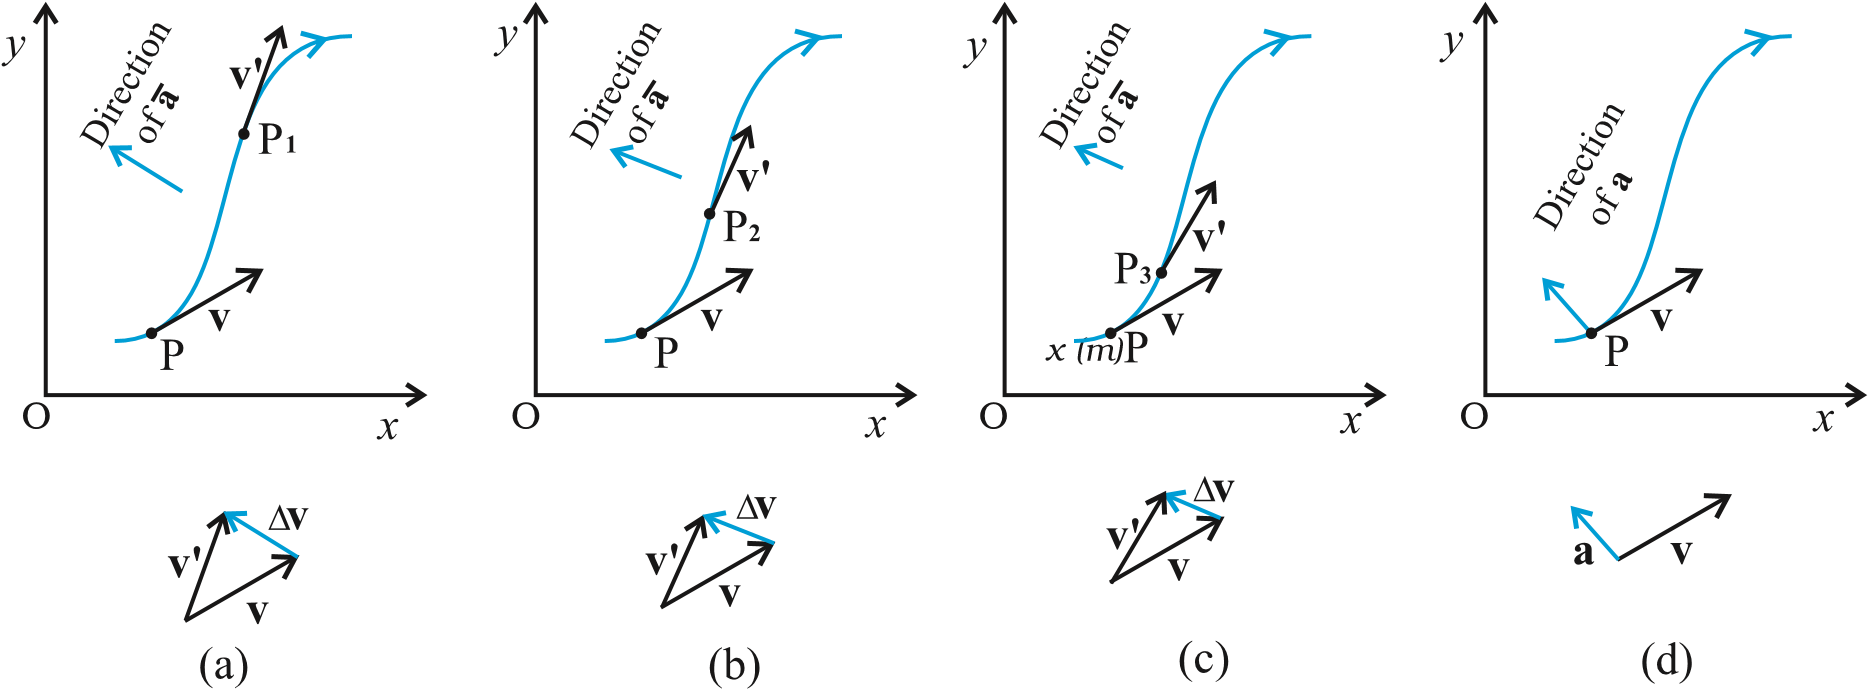 y
Direction
of a̅
v'
P1
v
P
O
x
Δv
v'
v
(a)
y
Direction
of a̅
v'
P2
v
P
O
x
Δv
v'
v
(b)
y
Direction
of a̅
v'
P3
v
x (m)P
O
x
Δv
v'
v
(c)
y
Direction
of a
v
P
O
x
a
v
(d)